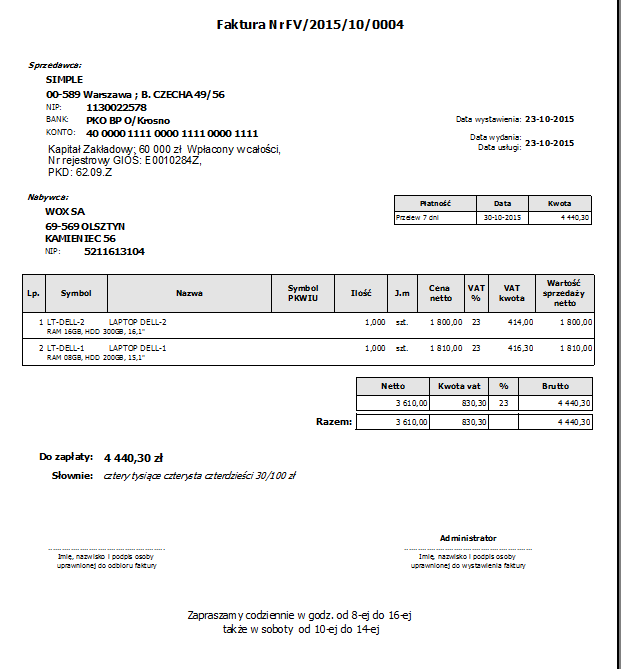 Faktura Nr FV/2015/10/0004
Sprzedawca:
SIMPLE
00-589 Warszawa ; B. CZECHA 49/56
NIP: 1130022578
BANK: PKO BP O/Krosno
KONTO: 40 0000 1111 0000 1111 0000 1111
Kapitał Zakładowy; 60 000 zł Wpłacony w całości,
Nr rejestrowy GIOŚ: E0010284Z,
PKD: 62.09.Z
Data wystawienia: 23-10-2015
Data wydania:
Data usługi: 23-10-2015
Nabywca:
WOX SA
69-569 OLSZTYN
KAMIENIEC 56
NIP: 5211613104
Płatność Data Kwota
Przelew 7 dni 30-10-2015 4 440,30
Lp. Symbol Nazwa Symbol PKWIU Ilość J.m Cena netto VAT % VAT kwota Wartość sprzedaży netto
1 LT-DELL-2 LAPTOP DELL-2 1,000 szt. 1 800,00 23 414,00 1 800,00
RAM 16GB, HDD 300GB, 16,1"
2 LT-DELL-1 LAPTOP DELL-1 1,000 szt. 1 810,00 23 416,30 1 810,00
RAM 08GB, HDD 200GB, 15,1"
Netto Kwota vat % Brutto
3 610,00 830,30 23 4 440,30
Razem: 3 610,00 830,30 4 440,30
Do zapłaty: 4 440,30 zł
Słownie: cztery tysiące czterysta czterdzieści 30/100 zł
Administrator
Imię, nazwisko i podpis osoby
uprawnionej do odbioru faktury
Imię, nazwisko i podpis osoby
uprawnionej do wystawienia faktury
Zapraszamy codziennie w godz. od 8-ej do 16-ej
także w soboty od 10-ej do 14-ej